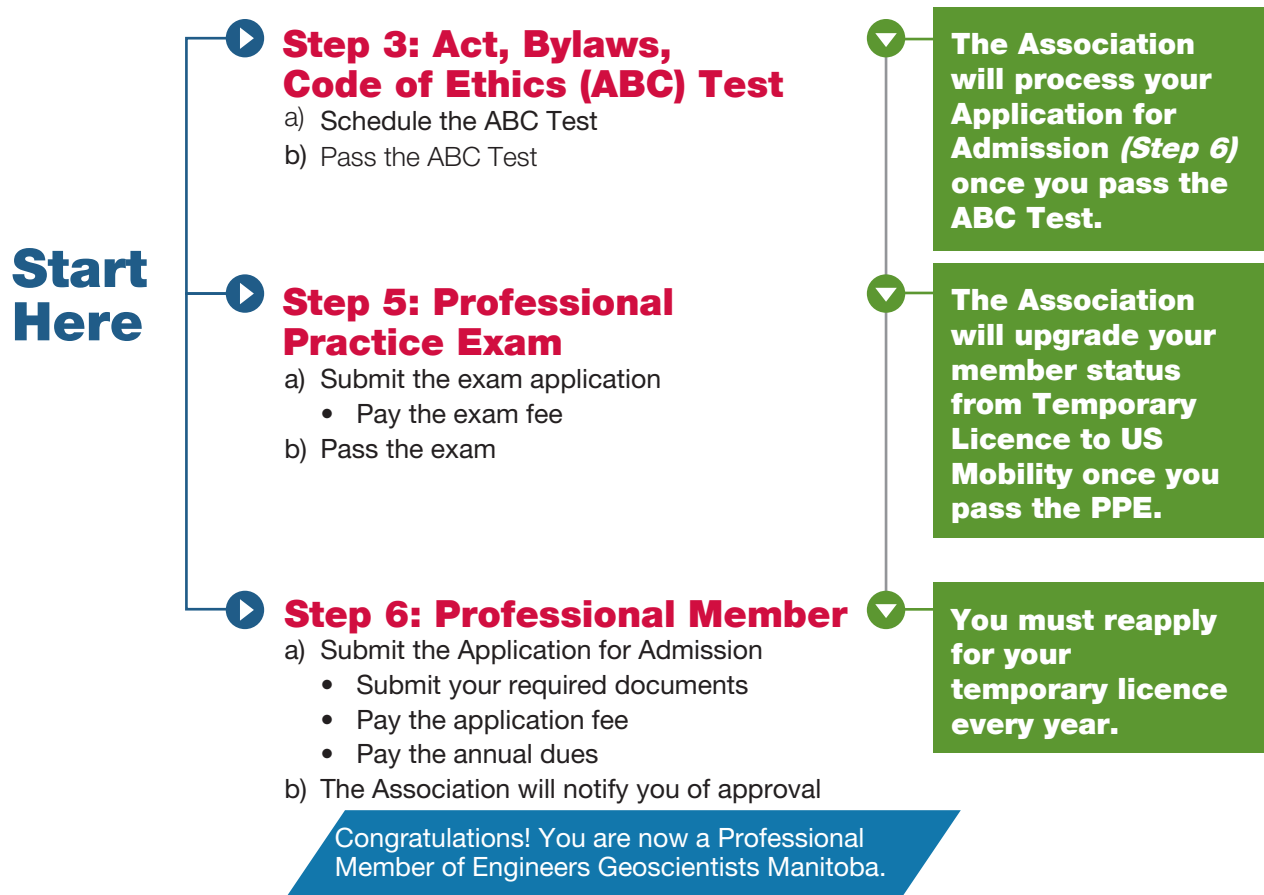 Start
Here
Step 3: Act, Bylaws,
Code of Ethics (ABC) Test
a) Schedule the ABC Test
b) Pass the ABC Test
The Association
will process your
Application for
Admission (Step 6)
once you pass the
ABC Test.
Step 5: Professional
Practice Exam
a) Submit the exam application
• Pay the exam fee
b) Pass the exam
The Association
will upgrade your
member status
from Temporary
Licence to US
Mobility once you
pass the PPE.
Step 6: Professional Member
a) Submit the Application for Admission
• Submit your required documents
• Pay the application fee
• Pay the annual dues
b) The Association will notify you of approval
You must reapply
for your
temporary licence
every year.
Congratulations! You are now a Professional
Member of Engineers Geoscientists Manitoba.